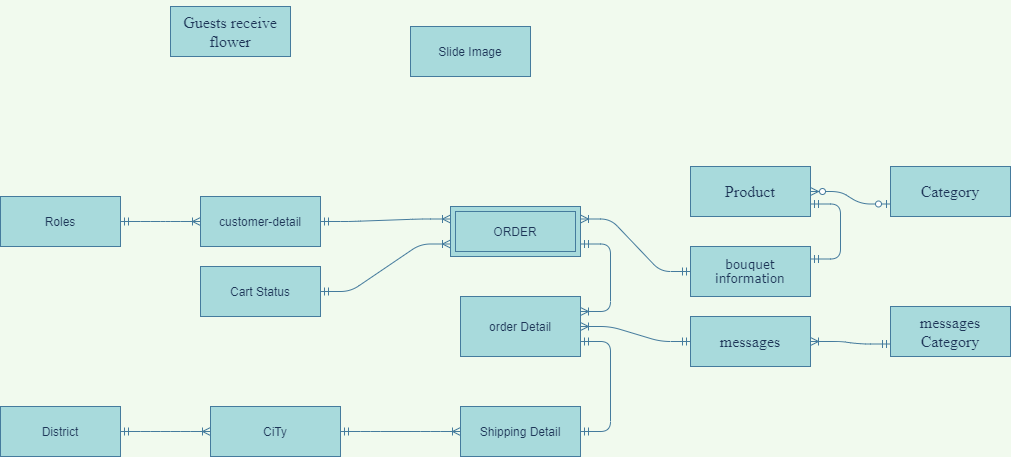 Guests receive
flower
Slide Image
Product
Category
Roles
customer-detail
ORDER
bouquet
information
Cart Status
order Detail
messages
messages
Category
District
CiTy
Shipping Detail